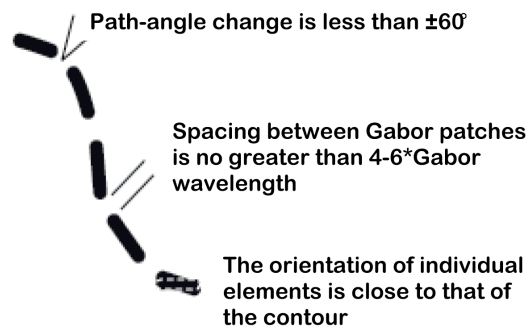 Path-angle change is less than ±60°
Spacing between Gabor patches
is no greater than 4-6*Gabor
wavelength
The orientation of individual
elements is close to that of
the contour